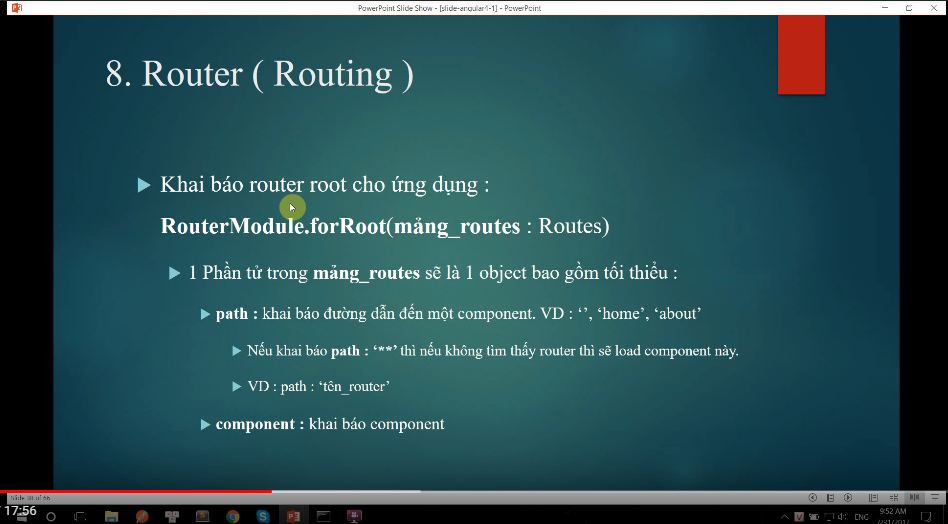 PowerPoint Slide Show - [slide-angular4-1] - PowerPoint
8. Router ( Routing )
Khai báo router root cho ứng dụng :
RouterModule.forRoot(mảng_routes : Routes)
1 Phần tử trong mảng_routes sẽ là 1 object bao gồm tối thiểu :
path : khai báo đường dẫn đến một component. VD : ‘’, ‘home’, ‘about’
Nếu khai báo path : ‘**’ thì nếu không tìm thấy router thì sẽ load component này.
VD : path : ‘tên_router’
component : khai báo component
17:56
ENG
9:52 AM